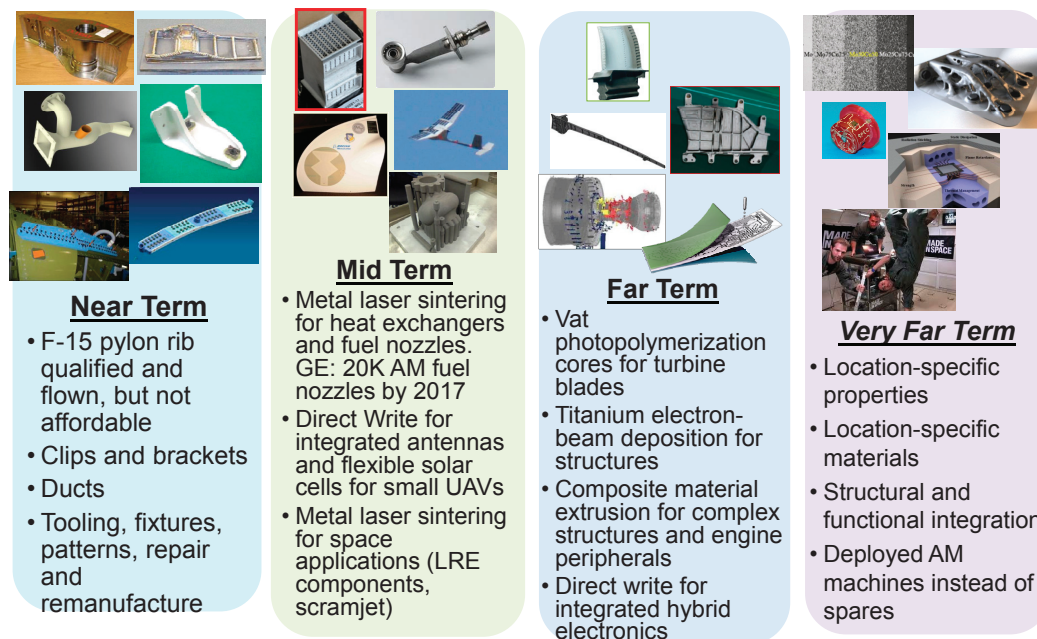 Near Term
• F-15 pylon rib
qualified and
flown, but not
affordable
• Clips and brackets
• Ducts
• Tooling, fixtures,
patterns, repair
and
remanufacture
Mid Term
• Metal laser sintering
for heat exchangers
and fuel nozzles.
GE: 20K AM fuel
nozzles by 2017
• Direct Write for
integrated antennas
and flexible solar
cells for small UAVs
• Metal laser sintering
for space
applications (LRE
components,
scramjet)
Far Term
• Vat
photopolymerization
cores for turbine
blades
• Titanium electron-
beam deposition for
structures
• Composite material
extrusion for complex
structures and engine
peripherals
• Direct write for
integrated hybrid
electronics
MADE
IN SPACE
MADE
IN
Very Far Term
• Location-specific
properties
• Location-specific
materials
• Structural and
functional integration
• Deployed AM
machines instead of
spares